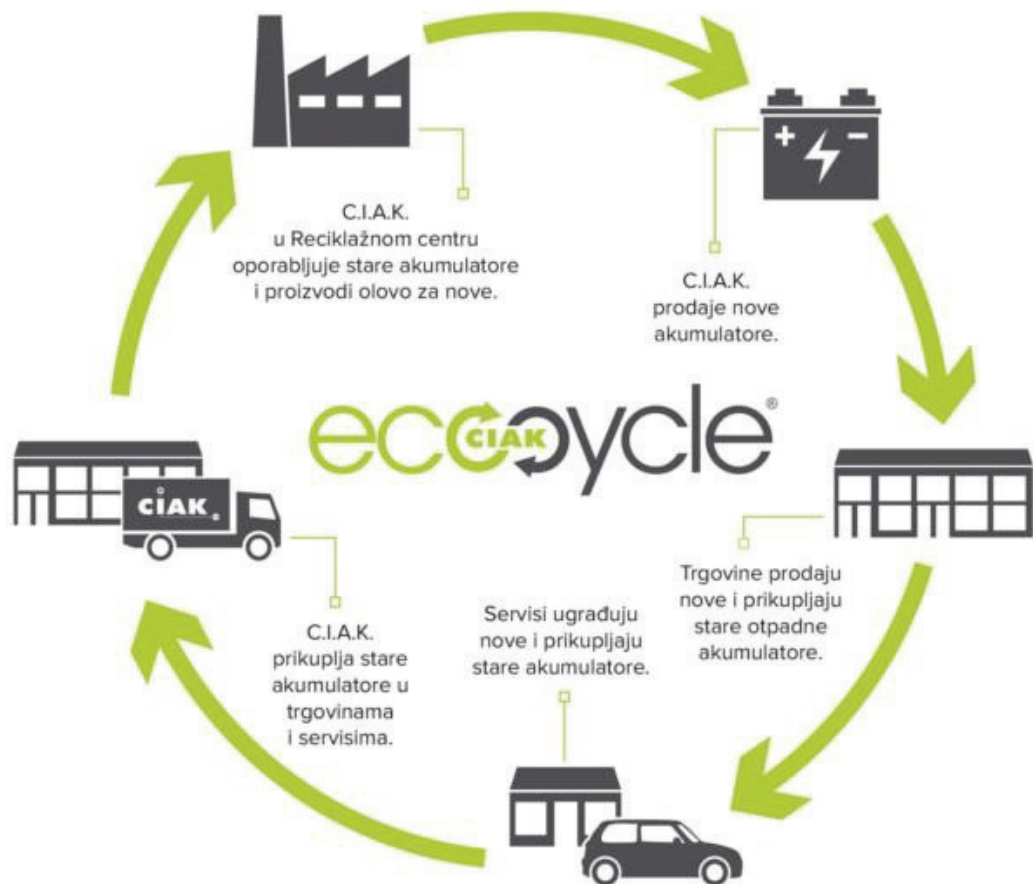 C.I.A.K.
u Reciklažnom centru
oporabljuje stare akumulatore
i proizvodi olovo za nove.
+ −
C.I.A.K.
prodaje nove
akumulatore.
ecocycle®
CIAK
CIAK
Trgovine prodaju
nove i prikupljaju
stare otpadne
akumulatore.
Servisi ugrađuju
nove i prikupljaju
stare akumulatore.
C.I.A.K.
prikuplja stare
akumulatore u
trgovinama
i servisima.